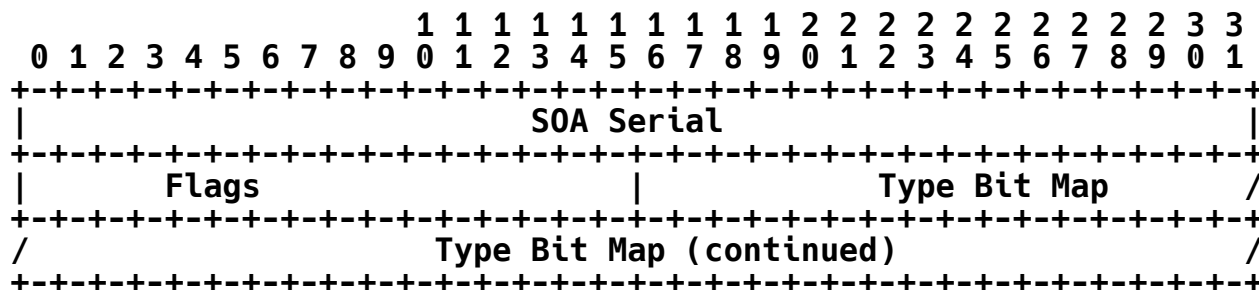 1 1 1 1 1 1 1 1 1 1 2 2 2 2 2 2 2 2 2 2 3 3
 0 1 2 3 4 5 6 7 8 9 0 1 2 3 4 5 6 7 8 9 0 1 2 3 4 5 6 7 8 9 0 1
+-+-+-+-+-+-+-+-+-+-+-+-+-+-+-+-+-+-+-+-+-+-+-+-+-+-+-+-+-+-+-+-+
|                          SOA Serial                           |
+-+-+-+-+-+-+-+-+-+-+-+-+-+-+-+-+-+-+-+-+-+-+-+-+-+-+-+-+-+-+-+-+
|       Flags                   |            Type Bit Map       /
+-+-+-+-+-+-+-+-+-+-+-+-+-+-+-+-+-+-+-+-+-+-+-+-+-+-+-+-+-+-+-+-+
/                     Type Bit Map (continued)                  /
+-+-+-+-+-+-+-+-+-+-+-+-+-+-+-+-+-+-+-+-+-+-+-+-+-+-+-+-+-+-+-+-+